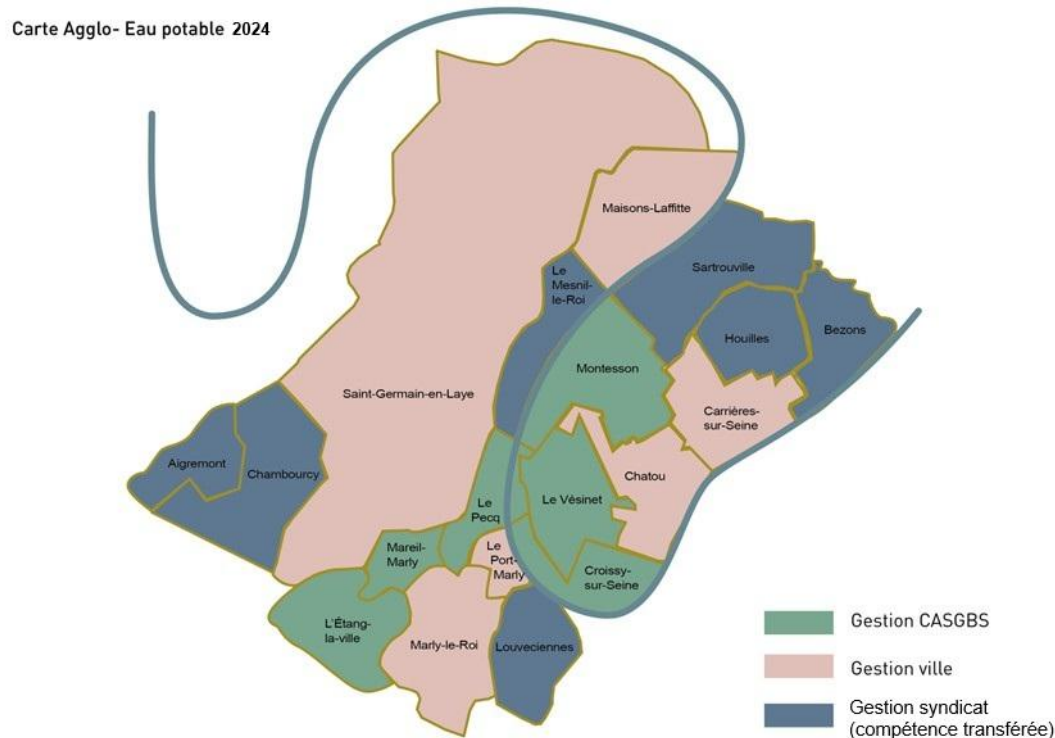 Carte Agglo- Eau potable 2024
Maisons-Laffitte
Le
Mesnil-
le-Roi
Sartrouville
Houilles
Bezons
Montesson
Saint-Germain-en-Laye
Carrières-
sur-Seine
Aigremont
Chambourcy
Chatou
Le Vésinet
Le
Pecq
Mareil-
Marly
Le
Port-
Marly
Croissy-
sur-Seine
L'Étang-
la-ville
Marly-le-Roi
Louveciennes
Gestion CASGBS
Gestion ville
Gestion syndicat
(compétence transférée)